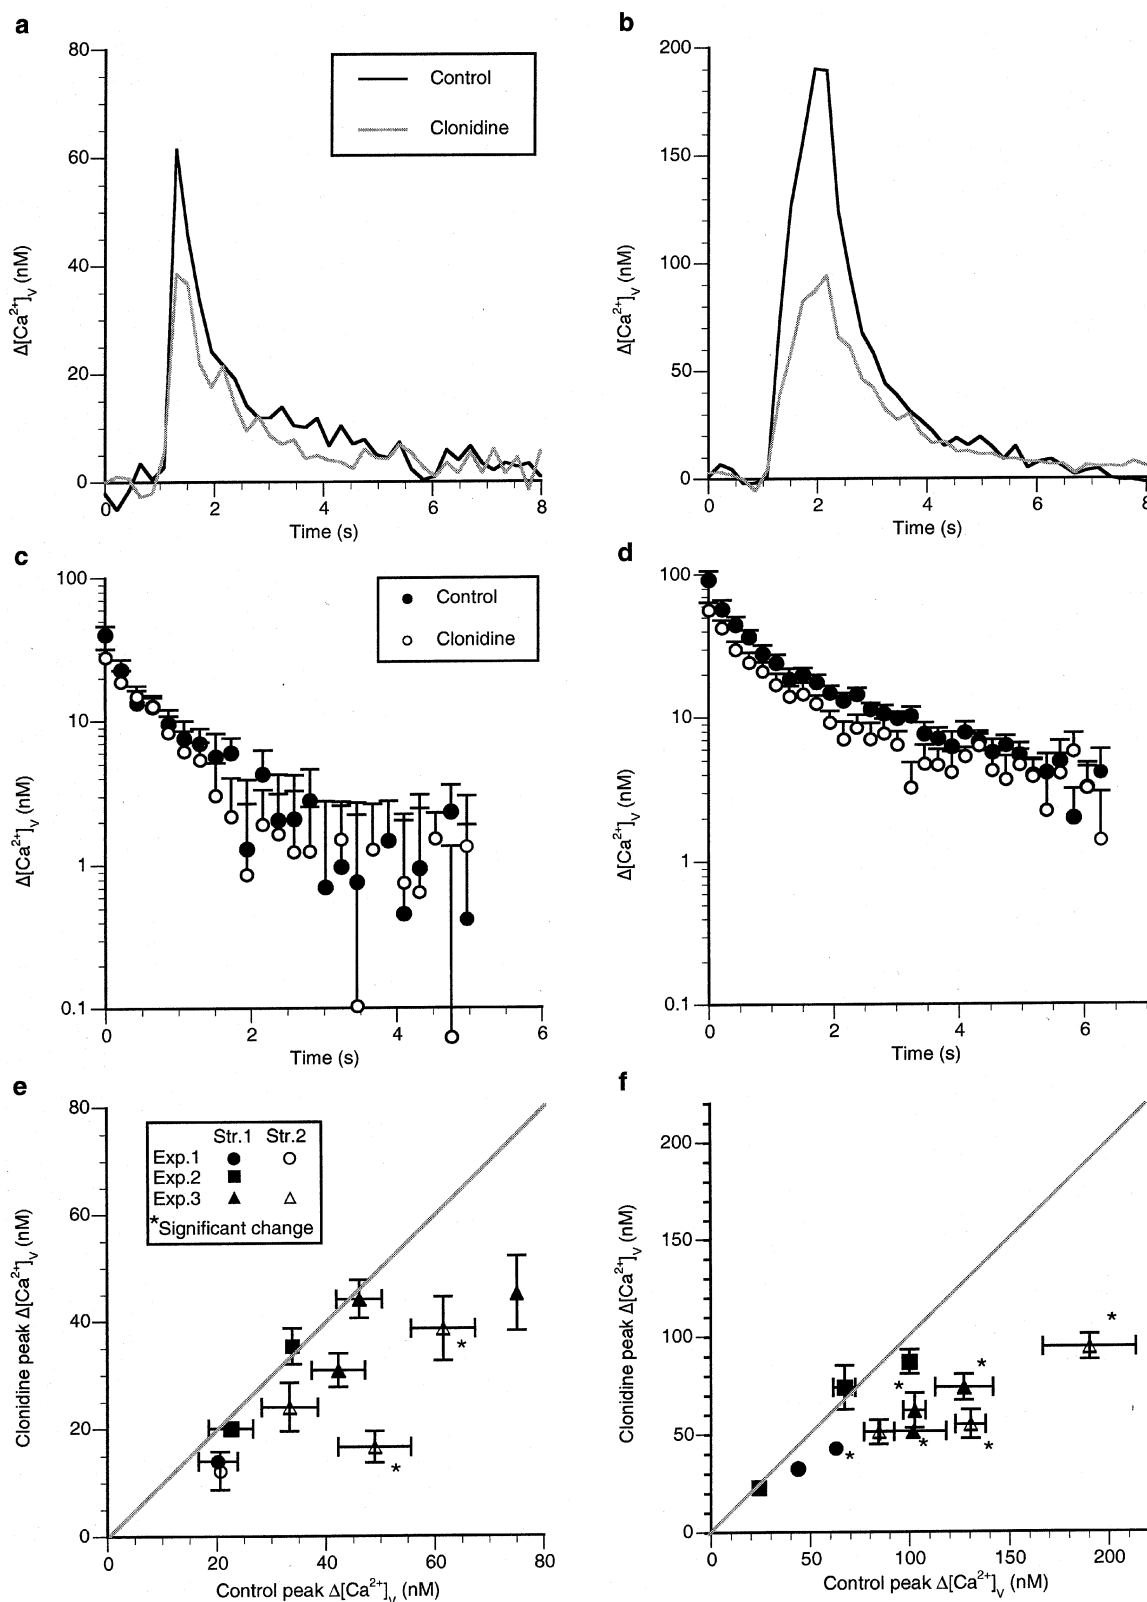 a
80
60
40
20
0
Δ[Ca²⁺]ᵥ (nM)
Control
Clonidine
0 2 4 6 8
Time (s)
b
200
150
100
50
0
Δ[Ca²⁺]ᵥ (nM)
0 2 4 6 8
Time (s)
c
100
10
1
0.1
Δ[Ca²⁺]ᵥ (nM)
Control
Clonidine
0 2 4 6
Time (s)
d
100
10
1
0.1
Δ[Ca²⁺]ᵥ (nM)
0 2 4 6
Time (s)
e
80
60
40
20
0
Clonidine peak Δ[Ca²⁺]ᵥ (nM)
Str.1 Str.2
Exp.1
Exp.2
Exp.3
*Significant change
*
*
0 20 40 60 80
Control peak Δ[Ca²⁺]ᵥ (nM)
f
200
150
100
50
0
Clonidine peak Δ[Ca²⁺]ᵥ (nM)
*
*
*
*
*
*
0 50 100 150 200
Control peak Δ[Ca²⁺]ᵥ (nM)